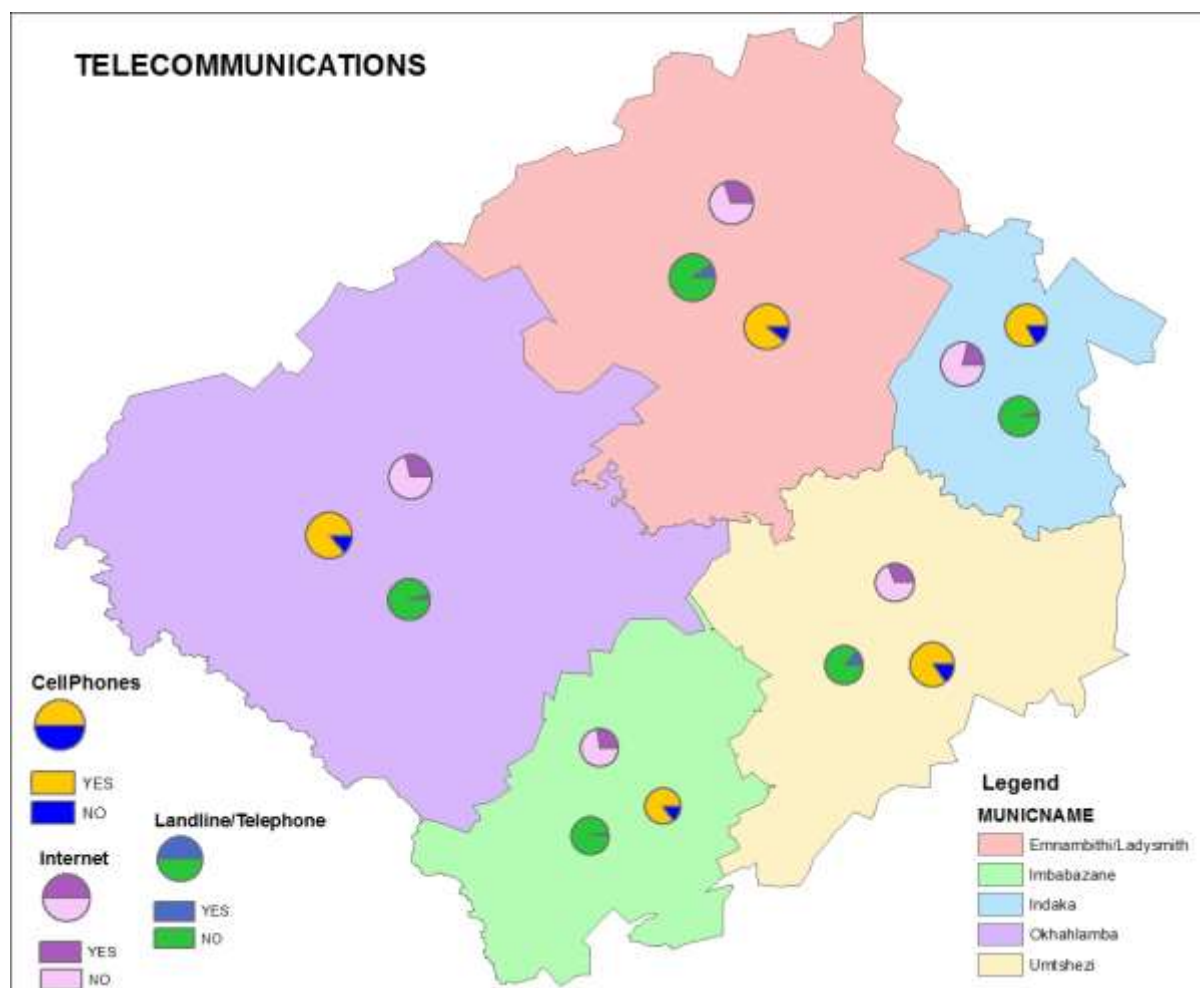 TELECOMMUNICATIONS
CellPhones
YES
NO
Internet
YES
NO
Landline/Telephone
YES
NO
Legend
MUNICNAME
Emnambithi/Ladysmith
Imbabazane
Indaka
Okhahlamba
Umtshezi